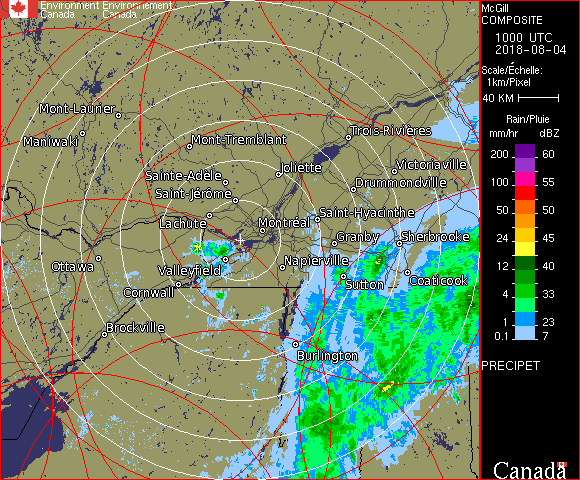 Environment Environnement
Canada Canada
McGill
COMPOSITE
1000 UTC
2018-08-04
Scale/Échelle:
1km/Pixel
40 KM
Rain/Pluie
mm/hr dBZ
200 60
57
100 55
50 50
24 45
12 40
4 33
1 23
0.1 7
PRECIPET
Canada
Mont-Laurier
Maniwaki
Mont-Tremblant
Trois-Rivières
Sainte-Adèle
Joliette
Victoriaville
Saint-Jérôme
Drummondville
Lachute
Montréal
Saint-Hyacinthe
Granby
Sherbrooke
Ottawa
Valleyfield
Napierville
Cornwall
Sutton
Coaticook
Brockville
Burlington